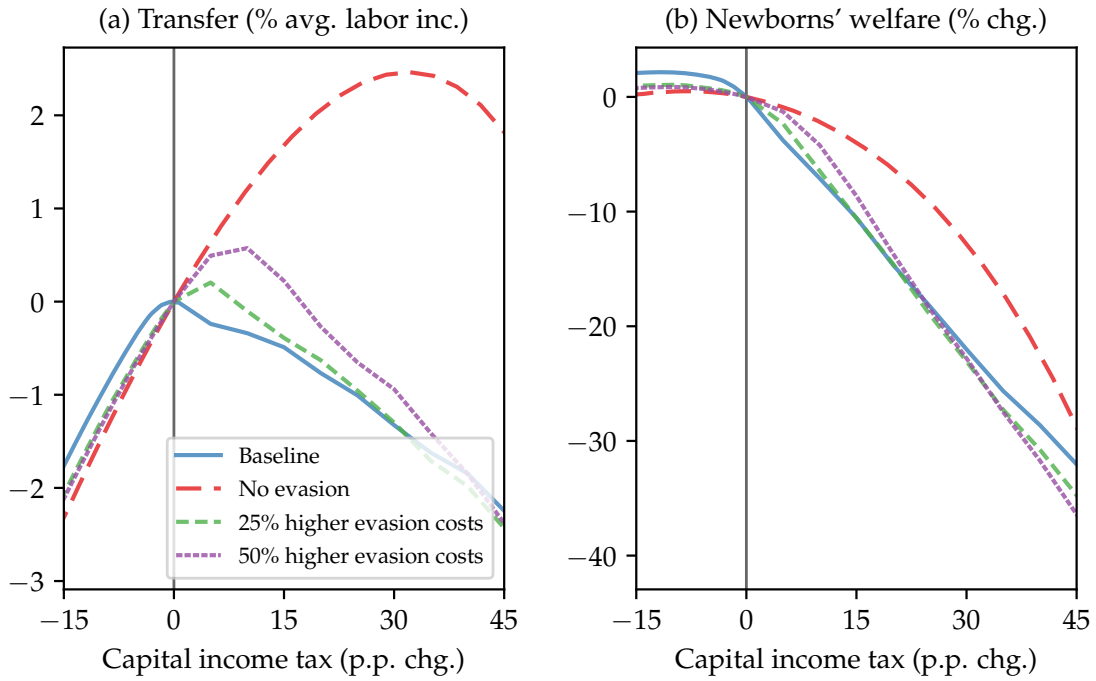 (a) Transfer (% avg. labor inc.)
2
1
0
−1
−2
−3
Baseline
No evasion
25% higher evasion costs
50% higher evasion costs
−15
0
15
30
45
Capital income tax (p.p. chg.)
(b) Newborns’ welfare (% chg.)
0
−10
−20
−30
−40
−15
0
15
30
45
Capital income tax (p.p. chg.)